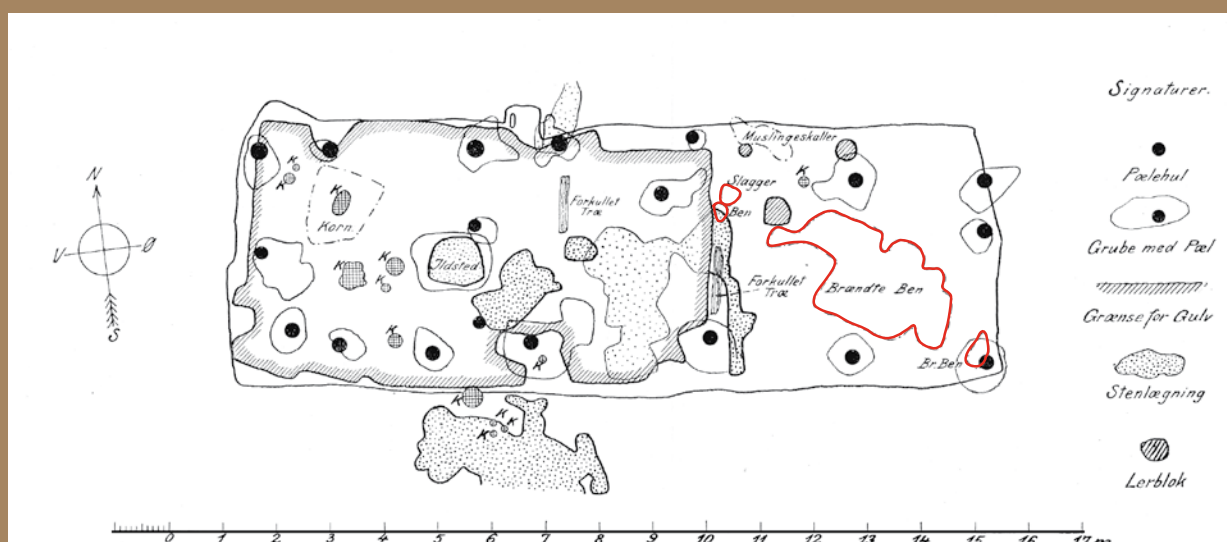 Signaturer.
Pælehul
Grube med Pæl
Grænse for Gulv
Stenlægning
Lerblok
N
V
Ø
S
Muslingeskaller
K
K
K
Korn.
Forkullet
Træ
Slagger
Ben
K
K
K
K
Ildsted
Forkullet
Træ
Brændte Ben
K
K
Br. Ben
K
K
K
K
0 1 2 3 4 5 6 7 8 9 10 11 12 13 14 15 16 17 m